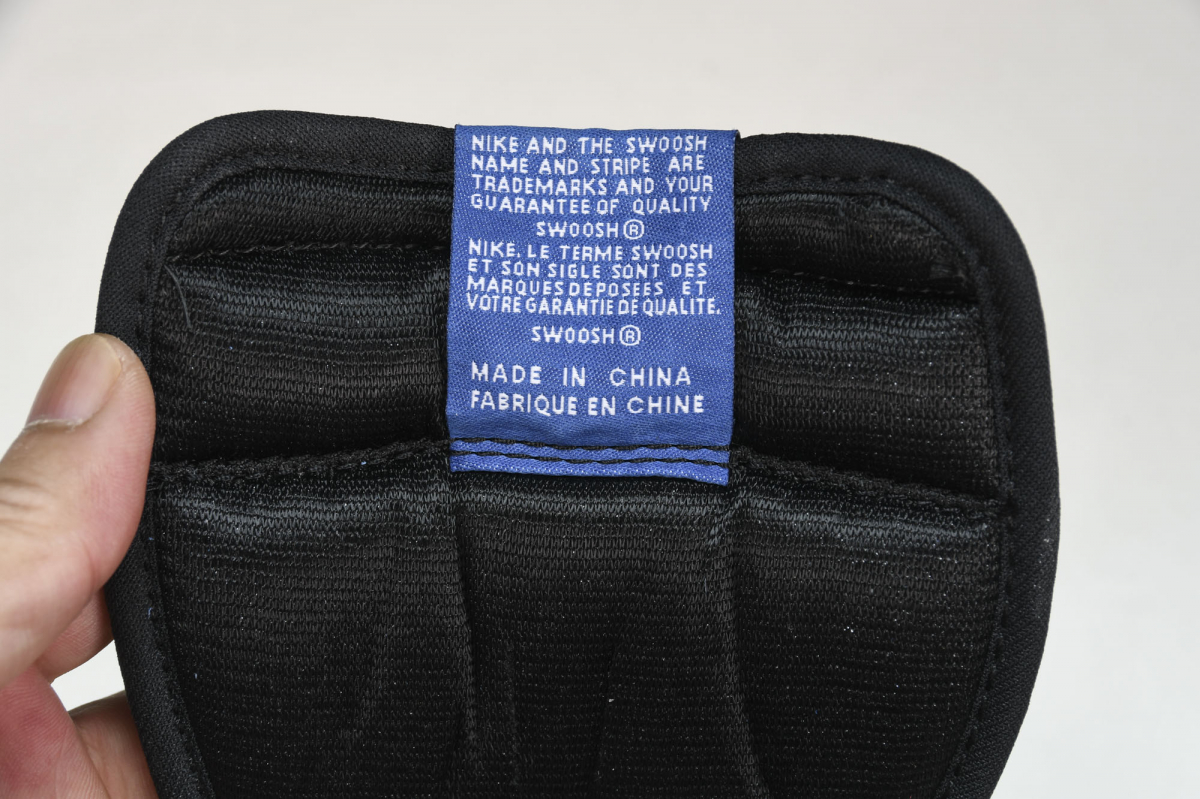 NIKE AND THE SWOOSH
NAME AND STRIPE ARE
TRADEMARKS AND YOUR
GUARANTEE OF QUALITY
SWOOSH®
NIKE, LE TERME SWOOSH
ET SON SIGLE SONT DES
MARQUES DEPOSEES ET
VOTRE GARANTIE DE QUALITE.
SWOOSH®
MADE IN CHINA
FABRIQUE EN CHINE